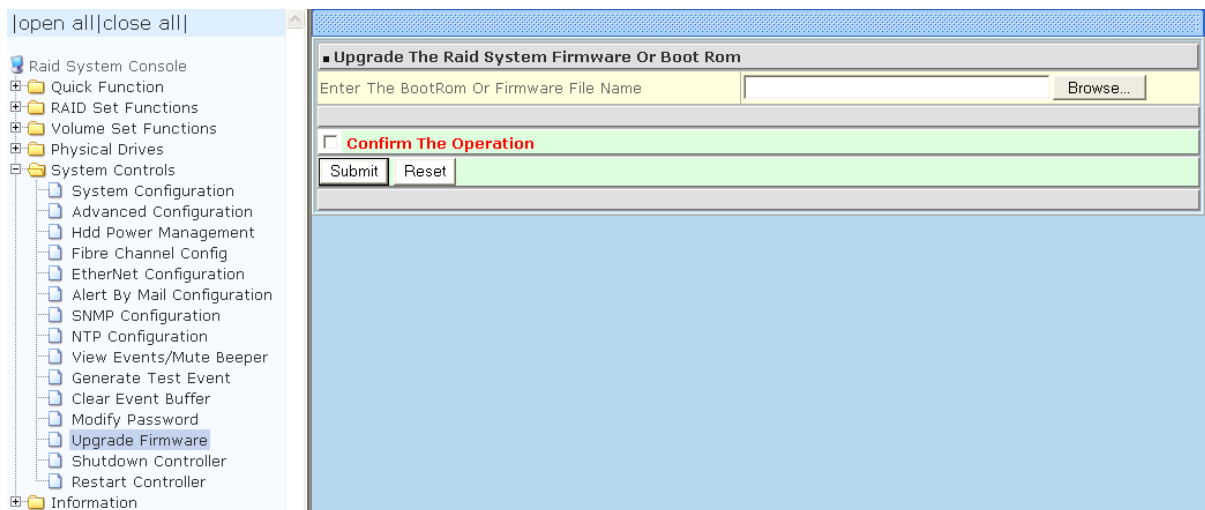 |open all|close all|
Raid System Console
Quick Function
RAID Set Functions
Volume Set Functions
Physical Drives
System Controls
System Configuration
Advanced Configuration
Hdd Power Management
Fibre Channel Config
EtherNet Configuration
Alert By Mail Configuration
SNMP Configuration
NTP Configuration
View Events/Mute Beeper
Generate Test Event
Clear Event Buffer
Modify Password
Upgrade Firmware
Shutdown Controller
Restart Controller
Information
Upgrade The Raid System Firmware Or Boot Rom
Enter The BootRom Or Firmware File Name Browse...
Confirm The Operation
Submit Reset